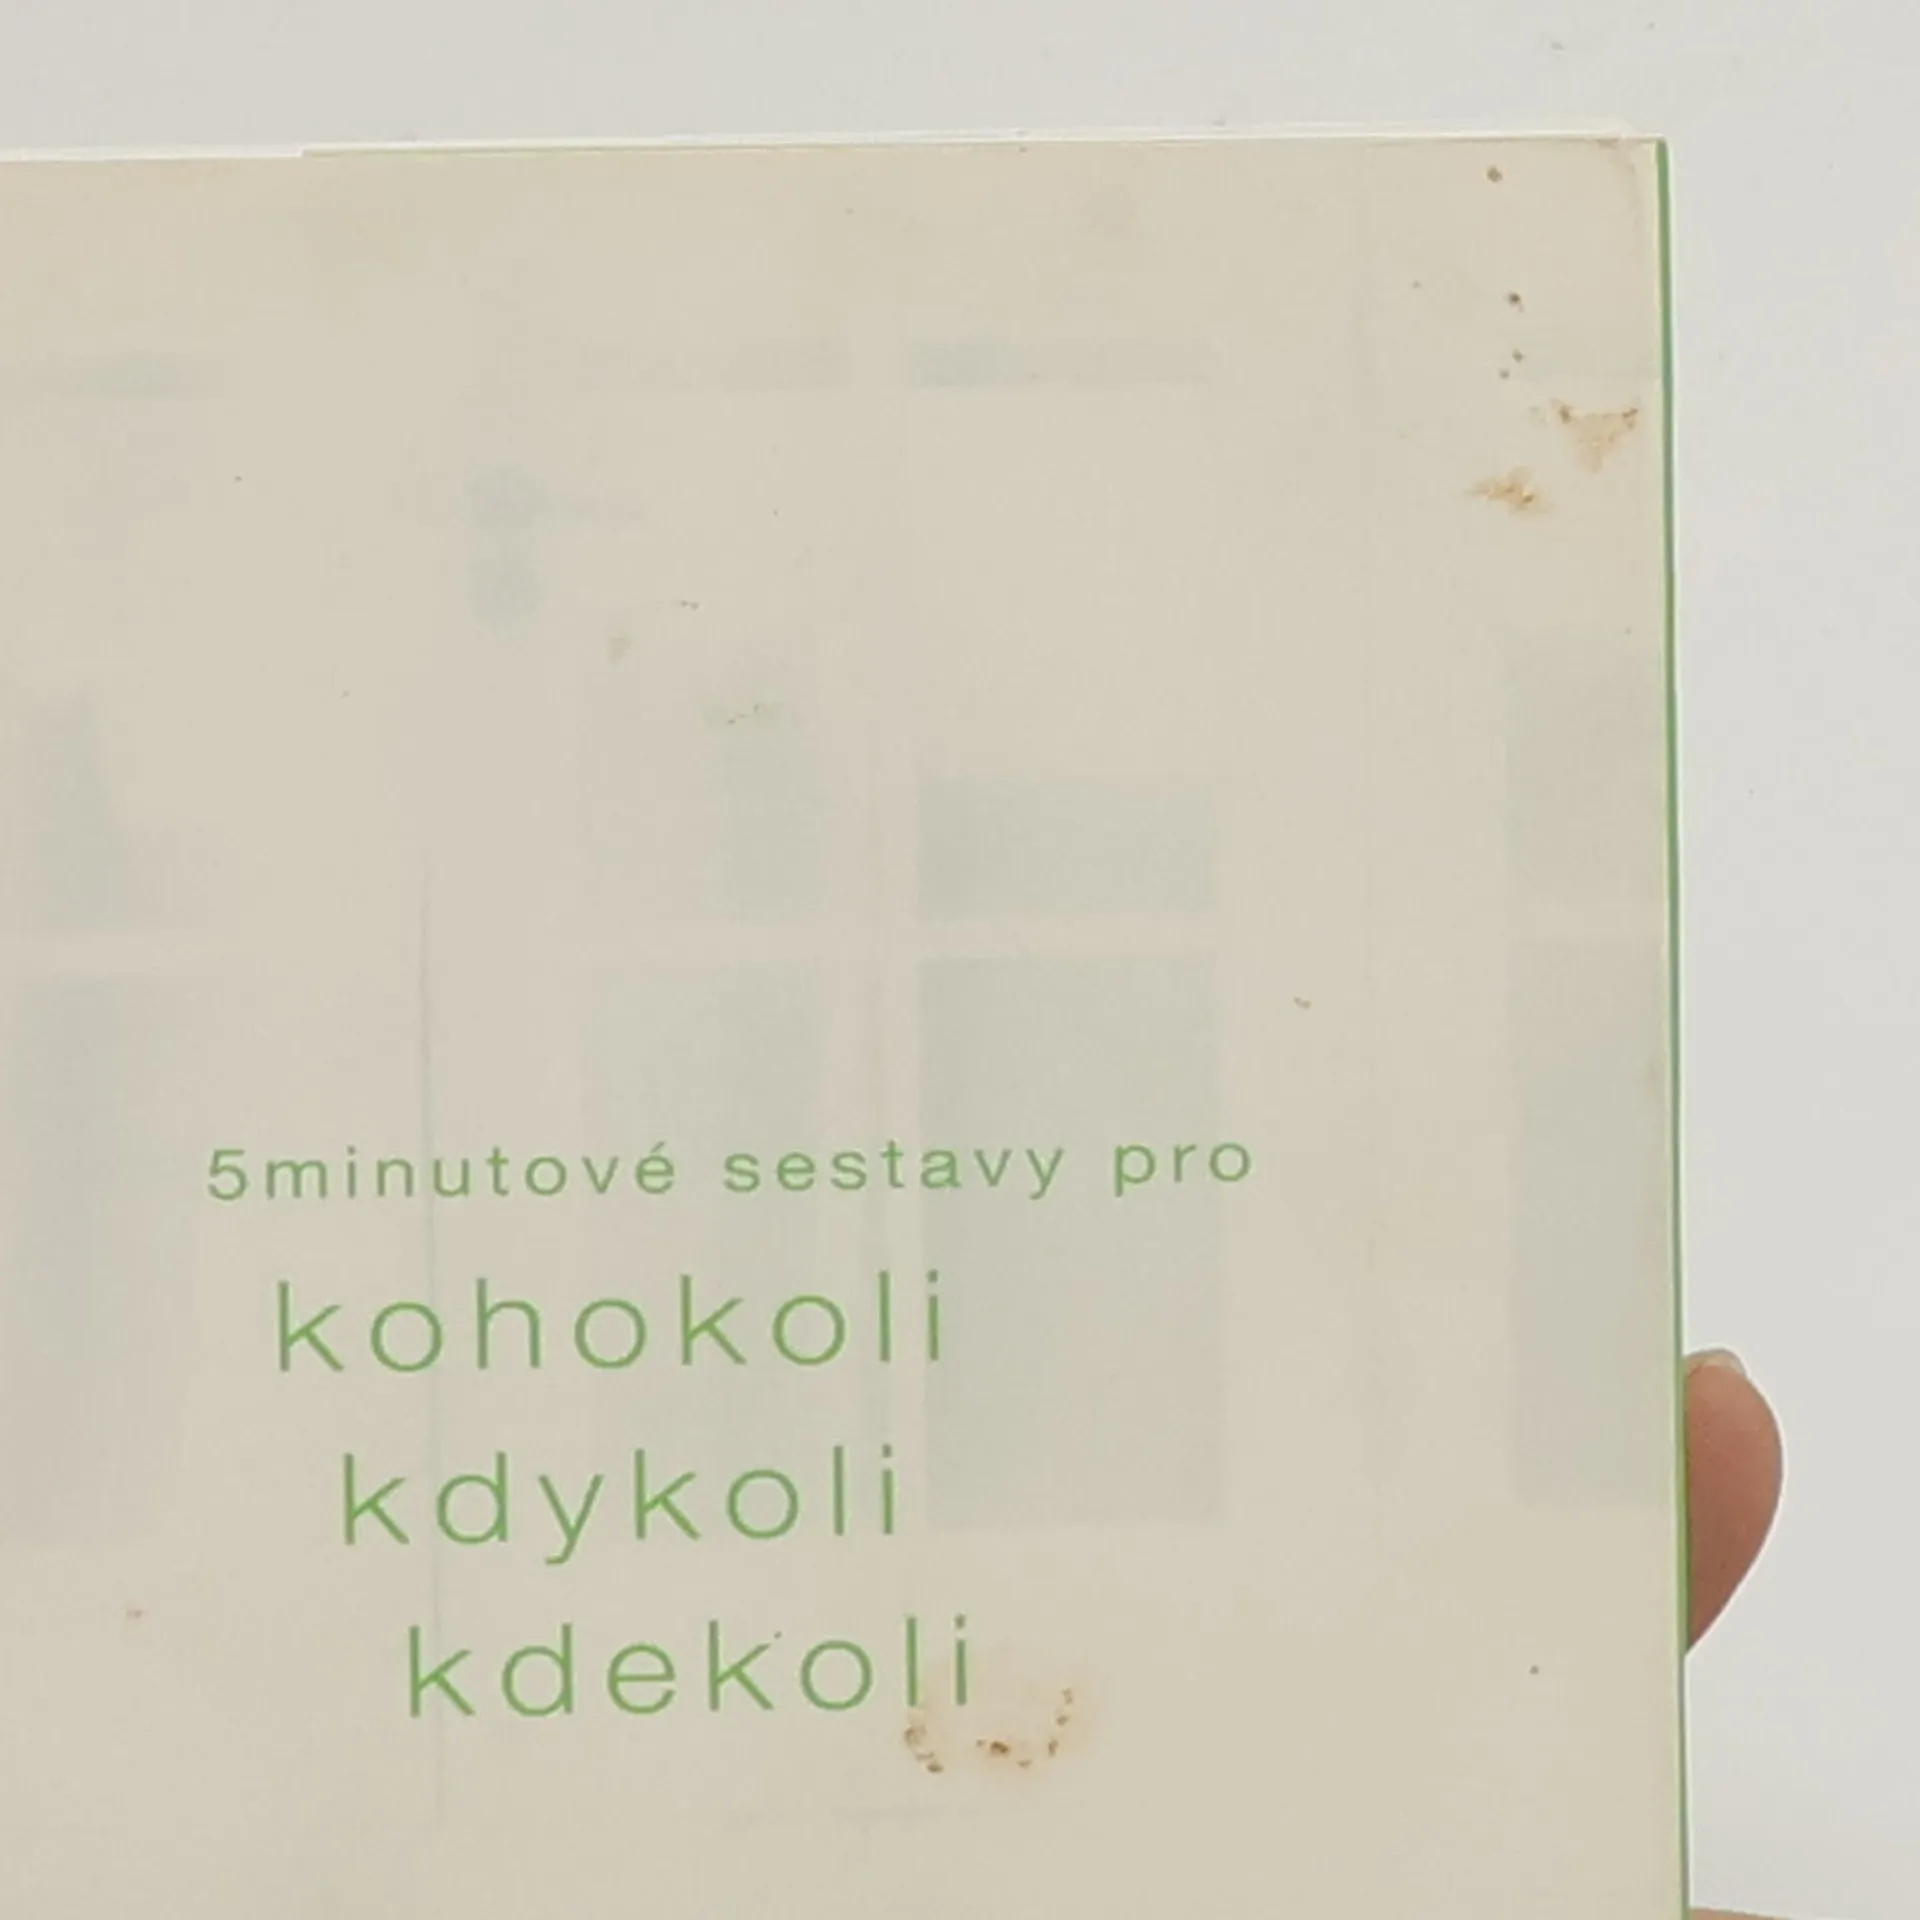 5minutové sestavy pro
kohokoli
kdykoli
kdekoli